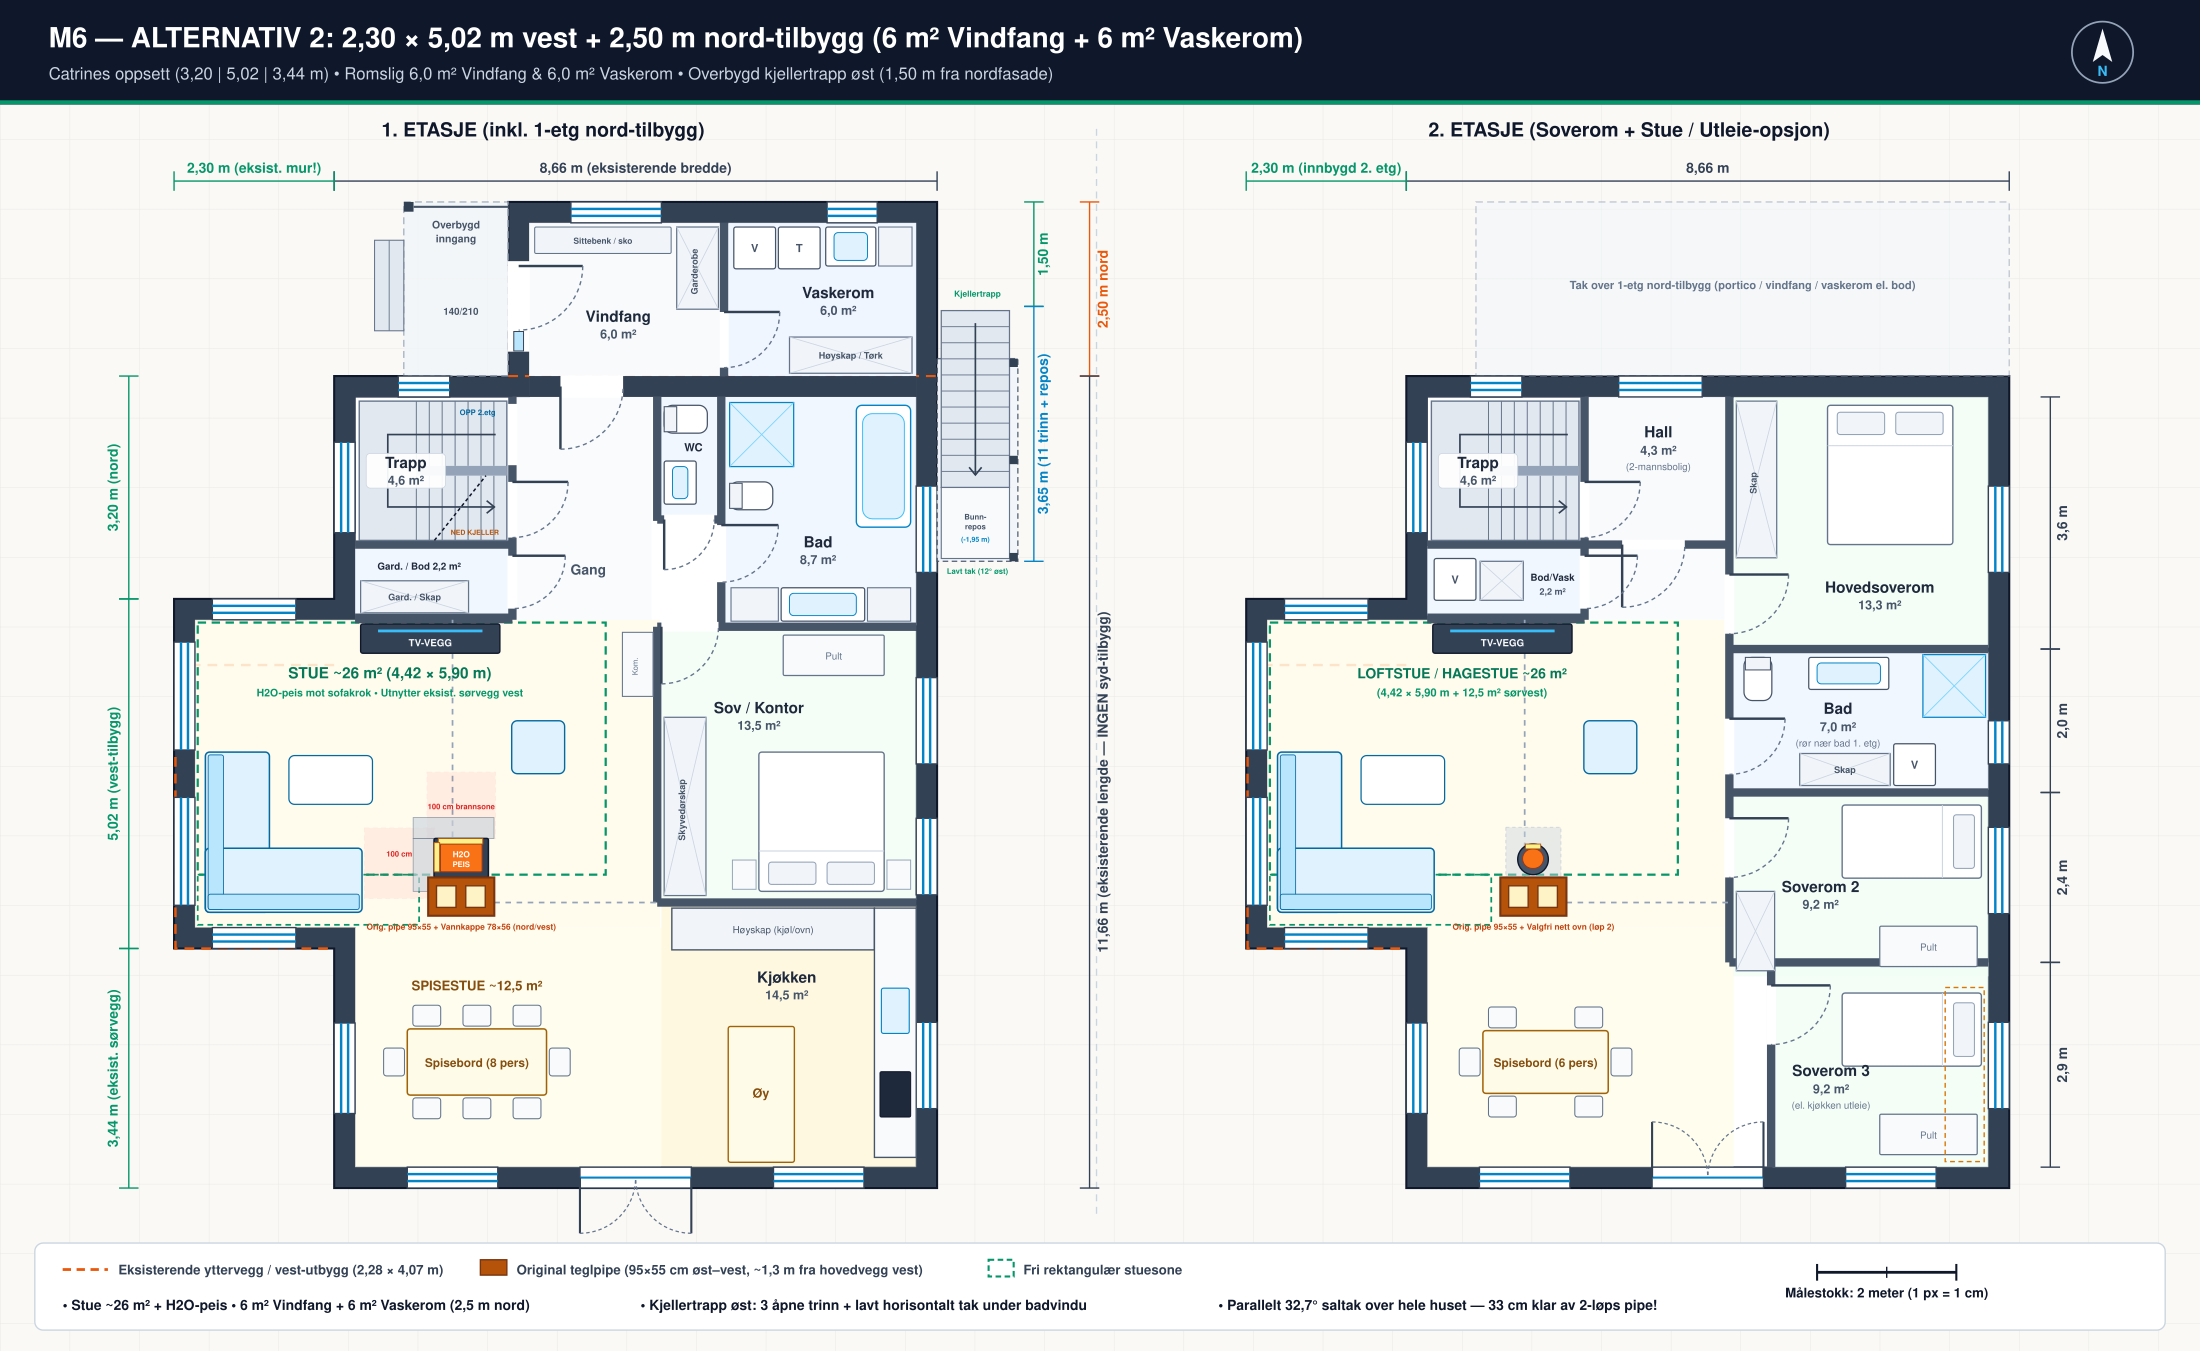 M6 — ALTERNATIV 2: 2,30 × 5,02 m vest + 2,50 m nord-tilbygg (6 m² Vindfang + 6 m² Vaskerom)
Catrines oppsett (3,20 | 5,02 | 3,44 m) • Romslig 6,0 m² Vindfang & 6,0 m² Vaskerom • Overbygd kjellertrapp øst (1,50 m fra nordfasade)
N
1. ETASJE (inkl. 1-etg nord-tilbygg)
2,30 m (eksist. mur!)
8,66 m (eksisterende bredde)
Overbygd
inngang
140/210
Sittebenk / sko
Garderobe
Vindfang
6,0 m²
V
T
Vaskerom
6,0 m²
Høyskap / Tørk
Kjellertrapp
1,50 m
2,50 m nord
3,65 m (11 trinn + repos)
Bunn-
repos
(-1,95 m)
Lavt tak (12° øst)
11,66 m (eksisterende lengde — INGEN syd-tilbygg)
3,20 m (nord)
5,02 m (vest-tilbygg)
3,44 m (eksist. sørvegg)
OPP 2.etg
Trapp
4,6 m²
NED KJELLER
Gard. / Bod 2,2 m²
Gard. / Skap
Gang
WC
Bad
8,7 m²
TV-VEGG
STUE ~26 m² (4,42 × 5,90 m)
H2O-peis mot sofakrok • Utnytter eksist. sørvegg vest
Kom.
Pult
Sov / Kontor
13,5 m²
Skyvedørskap
100 cm brannsone
100 cm
H2O
PEIS
Orig. pipe 95×55 + Vannkappe 78×56 (nord/vest)
Høyskap (kjøl/ovn)
Kjøkken
14,5 m²
SPISESTUE ~12,5 m²
Spisebord (8 pers)
Øy
2. ETASJE (Soverom + Stue / Utleie-opsjon)
2,30 m (innbygd 2. etg)
8,66 m
Tak over 1-etg nord-tilbygg (portico / vindfang / vaskerom el. bod)
Trapp
4,6 m²
Hall
4,3 m²
(2-mannsbolig)
Skap
Hovedsoverom
13,3 m²
V
Bod/Vask
2,2 m²
TV-VEGG
LOFTSTUE / HAGESTUE ~26 m²
(4,42 × 5,90 m + 12,5 m² sørvest)
Bad
7,0 m²
(rør nær bad 1. etg)
Skap
V
Soverom 2
9,2 m²
Pult
Orig. pipe 95×55 + Valgfri nett ovn (løp 2)
Spisebord (6 pers)
Soverom 3
9,2 m²
(el. kjøkken utleie)
Pult
3,6 m
2,0 m
2,4 m
2,9 m
Eksisterende yttervegg / vest-utbygg (2,28 × 4,07 m)
Original teglpipe (95×55 cm øst–vest, ~1,3 m fra hovedvegg vest)
Fri rektangulær stuesone
Målestokk: 2 meter (1 px = 1 cm)
• Stue ~26 m² + H2O-peis • 6 m² Vindfang + 6 m² Vaskerom (2,5 m nord)
• Kjellertrapp øst: 3 åpne trinn + lavt horisontalt tak under badvindu
• Parallelt 32,7° saltak over hele huset — 33 cm klar av 2-løps pipe!